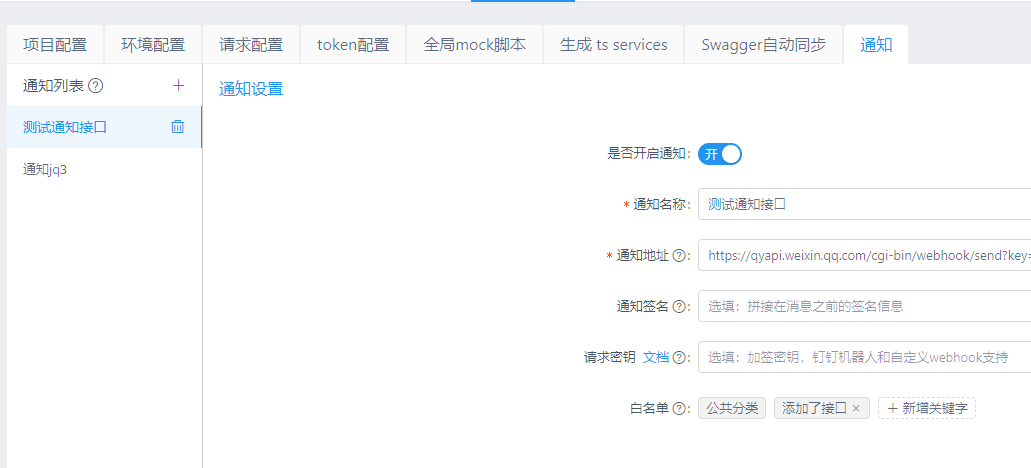 项目配置 环境配置 请求配置 token配置 全局mock脚本 生成 ts services Swagger自动同步 通知
通知列表
通知设置
测试通知接口
通知jq3
是否开启通知: 开
* 通知名称: 测试通知接口
* 通知地址 : https://qyapi.weixin.qq.com/cgi-bin/webhook/send?key=
通知签名 : 选填：拼接在消息之前的签名信息
请求密钥 文档 : 选填：加签密钥，钉钉机器人和自定义webhook支持
白名单 : 公共分类 添加了接口 × + 新增关键字